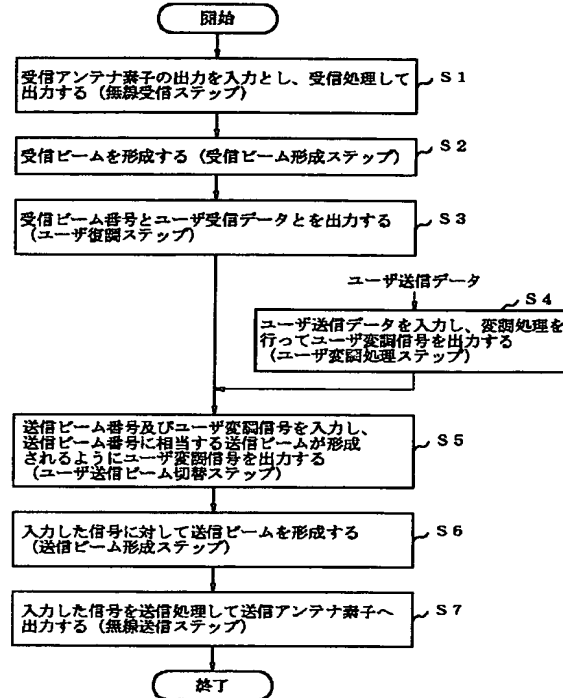 開始
受信アンテナ素子の出力を入力とし、受信処理して
出力する(無線受信ステップ)
S1
受信ビームを形成する(受信ビーム形成ステップ)
S2
受信ビーム番号とユーザ受信データとを出力する
(ユーザ復調ステップ)
S3
ユーザ送信データ
S4
ユーザ送信データを入力し、変調処理を
行ってユーザ変調信号を出力する
(ユーザ変調処理ステップ)
送信ビーム番号及びユーザ変調信号を入力し、
送信ビーム番号に相当する送信ビームが形成
されるようにユーザ変調信号を出力する
(ユーザ送信ビーム切替ステップ)
S5
入力した信号に対して送信ビームを形成する
(送信ビーム形成ステップ)
S6
入力した信号を送信処理して送信アンテナ素子へ
出力する(無線送信ステップ)
S7
終了